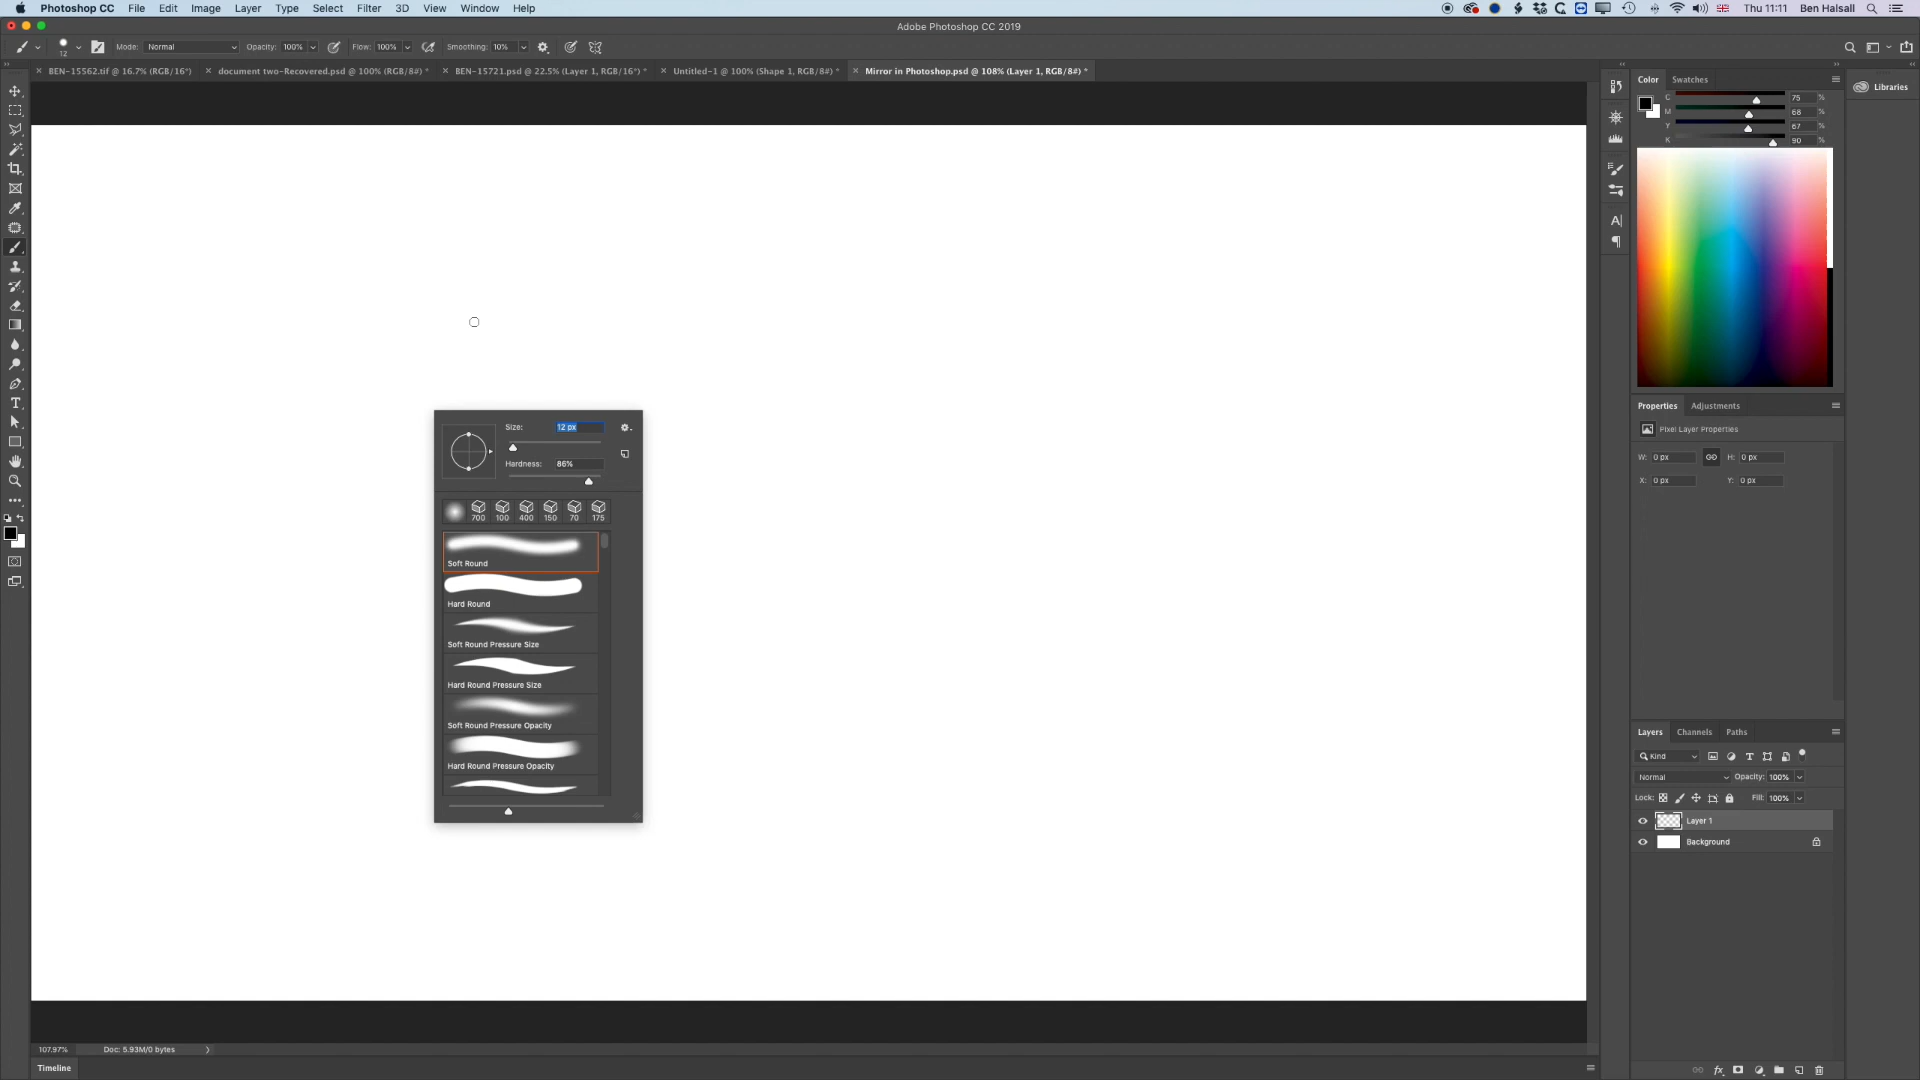 Photoshop CC File Edit Image Layer Type Select Filter 3D View Window Help Thu 11:11 Ben Halsall
Adobe Photoshop CC 2019
12 Mode: Normal Opacity: 100% Flow: 100% Smoothing: 10%
BEN-15562.tif @ 16.7% (RGB/16*) document two-Recovered.psd @ 100% (RGB/8#) * BEN-15721.psd @ 22.5% (Layer 1, RGB/16*) * Untitled-1 @ 100% (Shape 1, RGB/8#) * Mirror in Photoshop.psd @ 108% (Layer 1, RGB/8#) *
Color Swatches
Libraries
C 75 %
M 68 %
Y 67 %
K 90 %
Properties Adjustments
Pixel Layer Properties
W: 0 px H: 0 px
X: 0 px Y: 0 px
Size: 12 px
Hardness: 86%
700 100 400 150 70 175
Soft Round
Hard Round
Soft Round Pressure Size
Hard Round Pressure Size
Soft Round Pressure Opacity
Hard Round Pressure Opacity
Layers Channels Paths
Kind
Normal Opacity: 100%
Lock: Fill: 100%
Layer 1
Background
107.97% Doc: 5.93M/0 bytes
Timeline